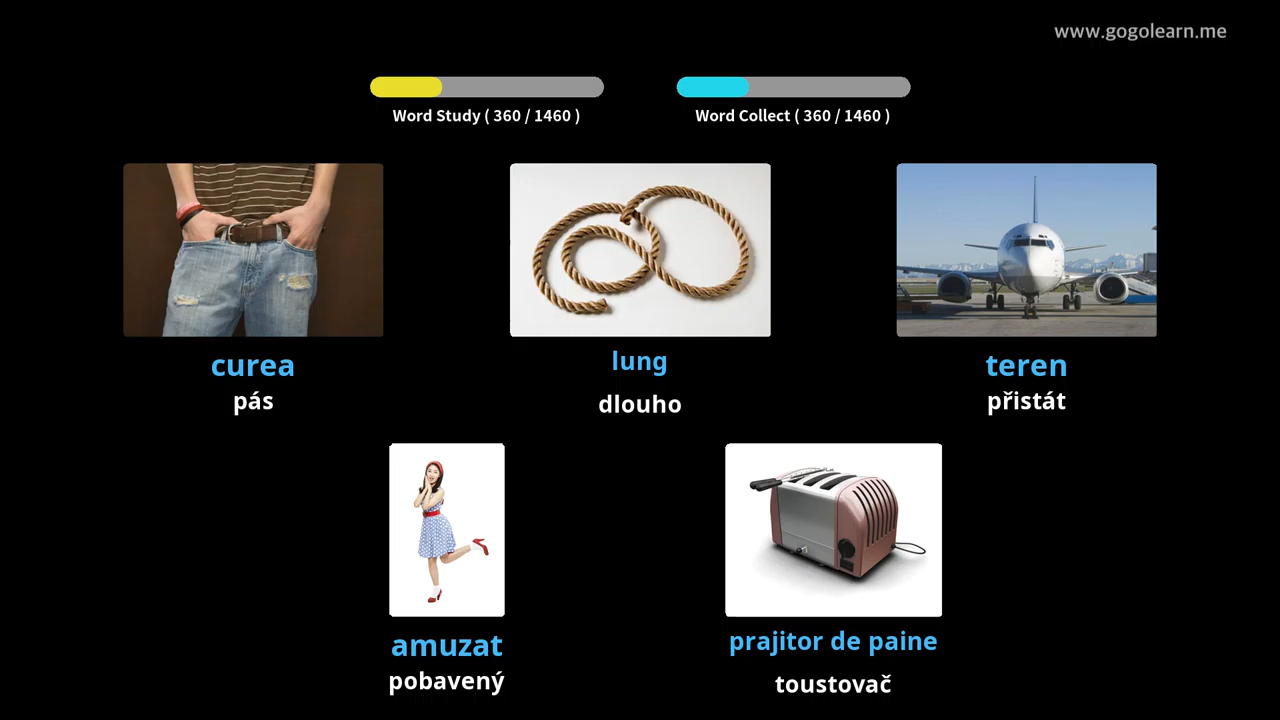 www.gogolearn.me
Word Study ( 360 / 1460 )
Word Collect ( 360 / 1460 )
curea
pás
lung
dlouho
teren
přistát
amuzat
pobavený
prajitor de paine
toustovač